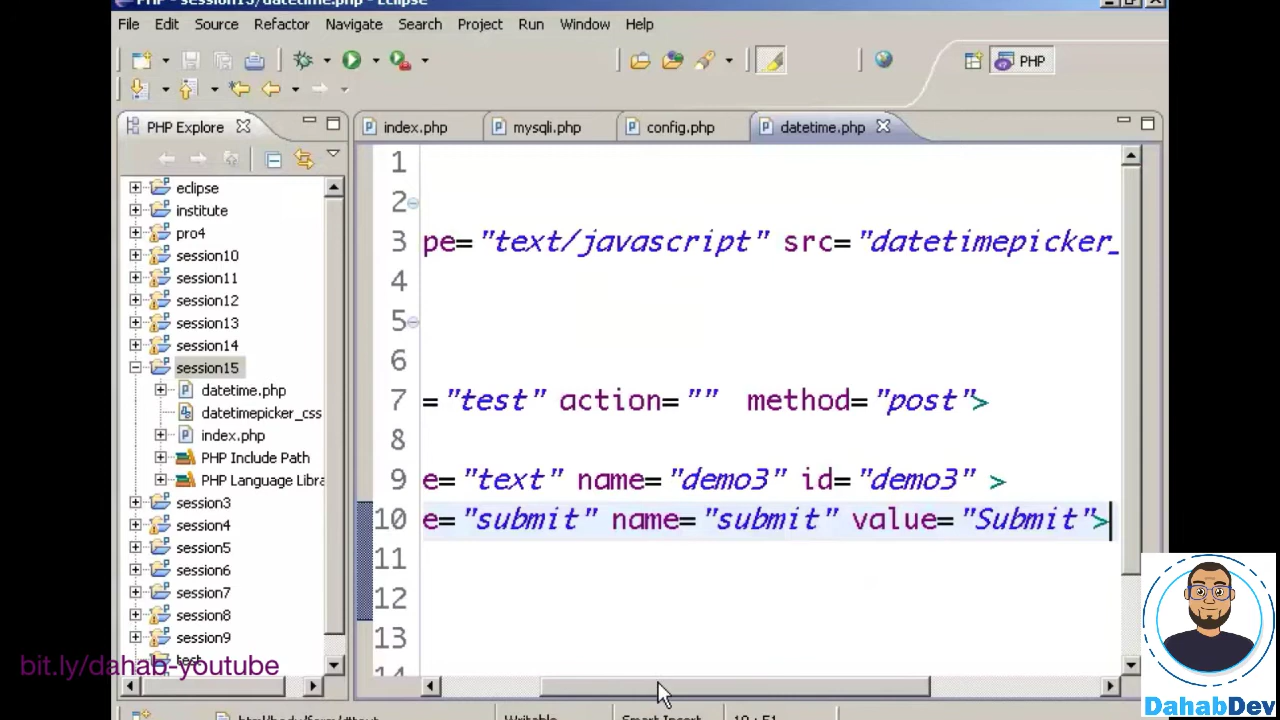 PHP - session15/datetime.php - Eclipse
File Edit Source Refactor Navigate Search Project Run Window Help
PHP
PHP Explore
index.php mysqli.php config.php datetime.php
eclipse
institute
pro4
session10
session11
session12
session13
session14
session15
datetime.php
datetimepicker_css
index.php
PHP Include Path
PHP Language Libra
session3
session4
session5
session6
session7
session8
session9
test
1
2
3 pe="text/javascript" src="datetimepicker_
4
5
6
7 ="test" action="" method="post">
8
9 e="text" name="demo3" id="demo3" >
10 e="submit" name="submit" value="Submit">
11
12
13
14
bit.ly/dahab-youtube
DahabDev
Writable Smart Insert 10 : 51